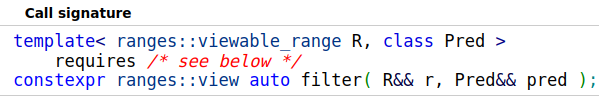 Call signature
template< ranges::viewable_range R, class Pred >
    requires /* see below */
constexpr ranges::view auto filter( R&& r, Pred&& pred );